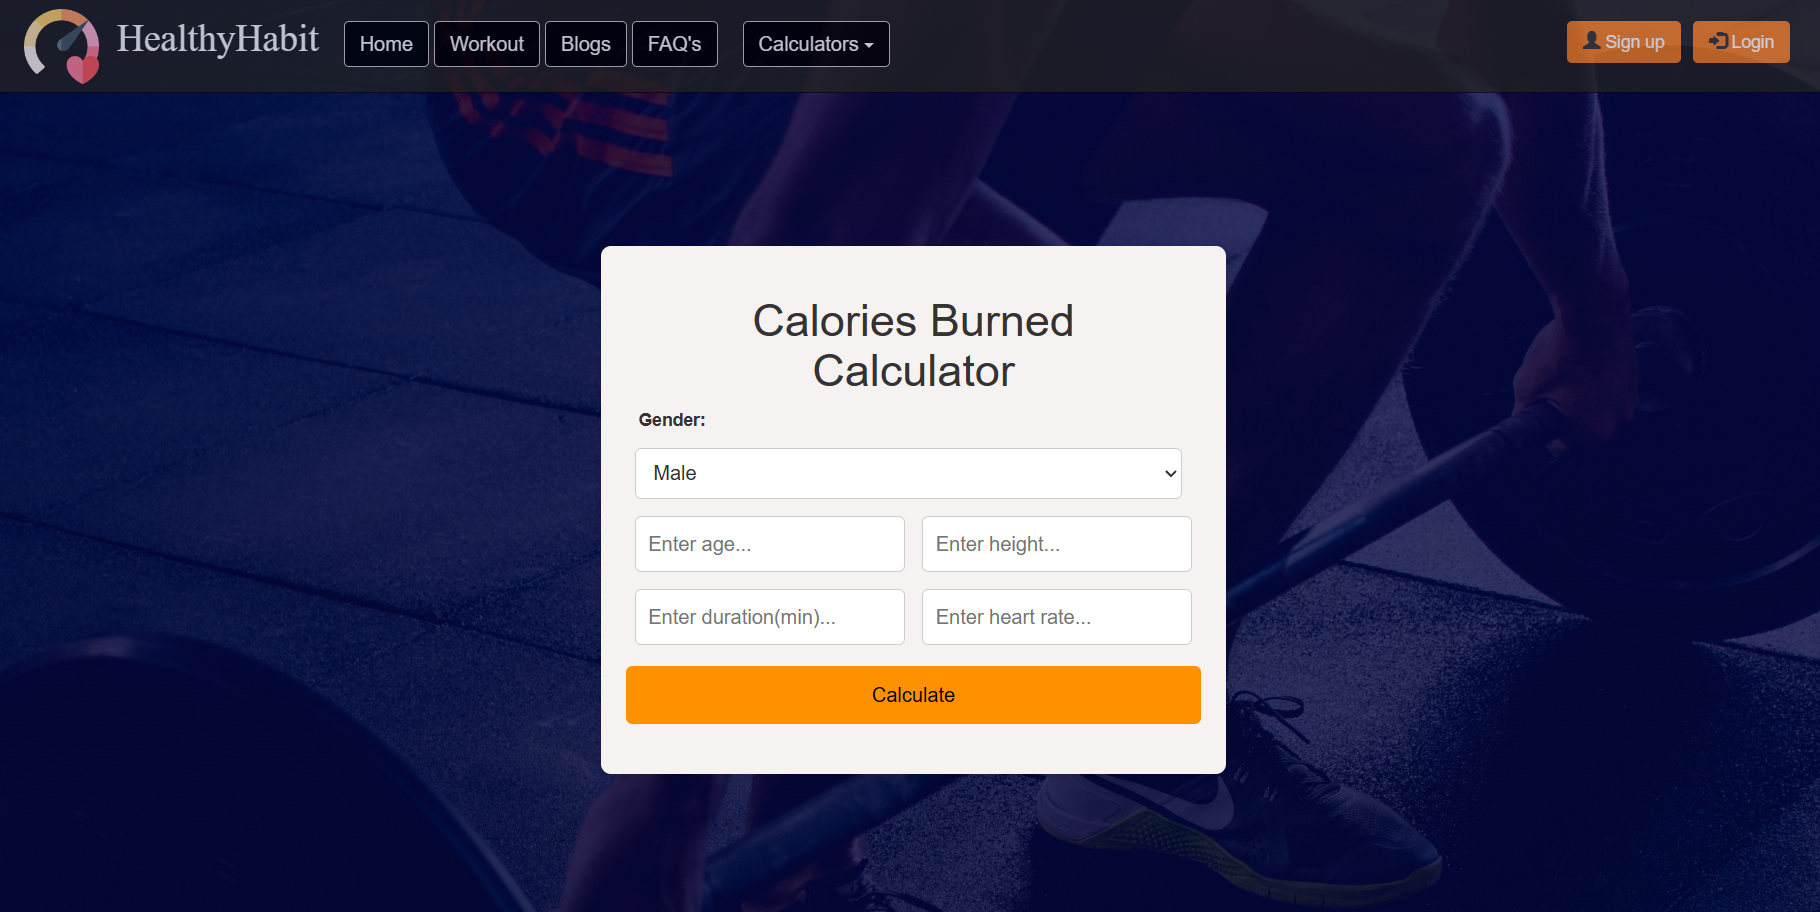 HealthyHabit
Home
Workout
Blogs
FAQ's
Calculators
Sign up
Login
Calories Burned
Calculator
Gender:
Male
Enter age...
Enter height...
Enter duration(min)...
Enter heart rate...
Calculate